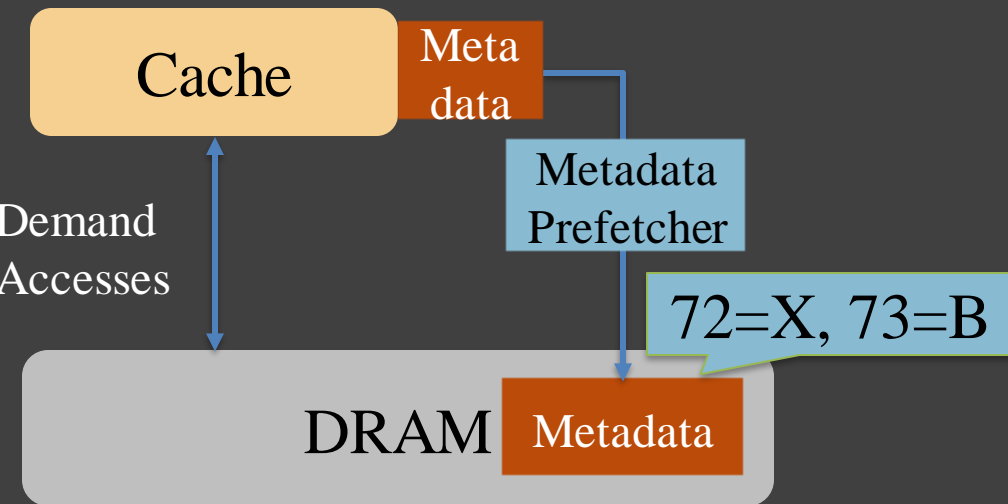 Cache
Meta
data
Metadata
Prefetcher
Demand
Accesses
72=X, 73=B
DRAM
Metadata